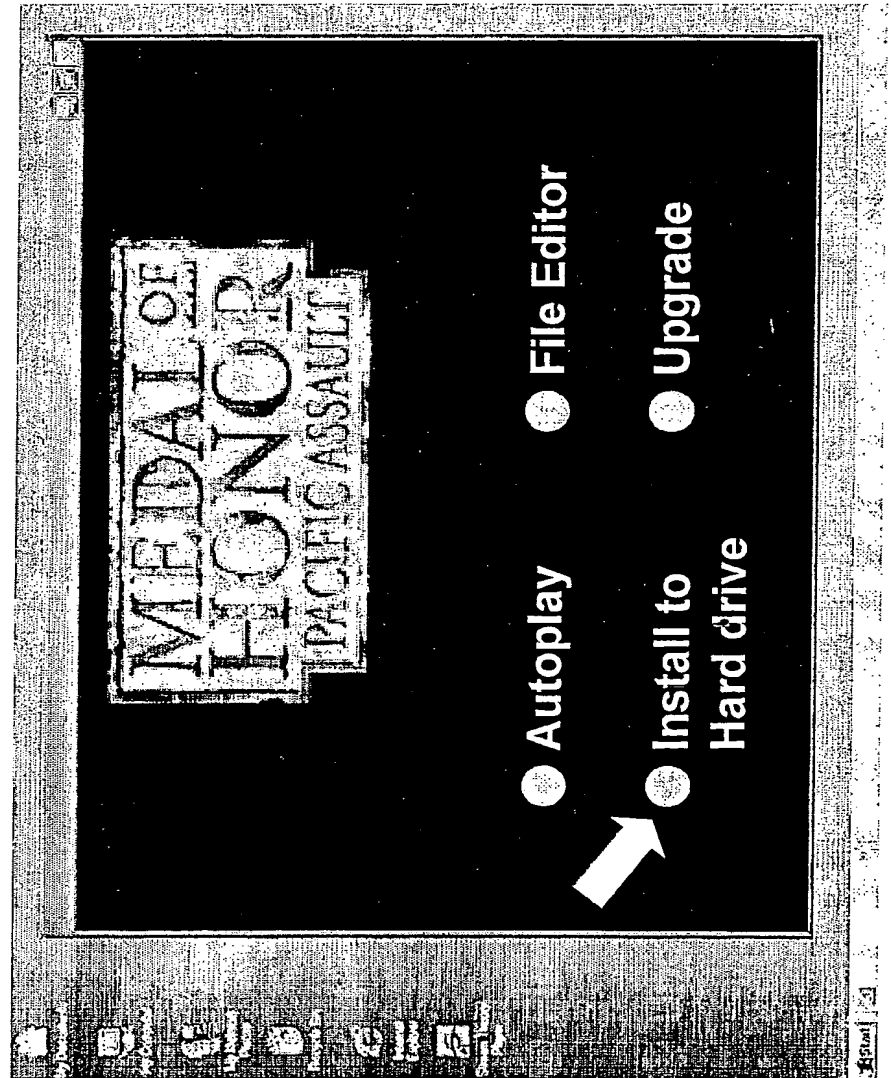 MEDAL OF
HONOR
PACIFIC ASSAULT
Autoplay
File Editor
Install to
Hard drive
Upgrade
Start